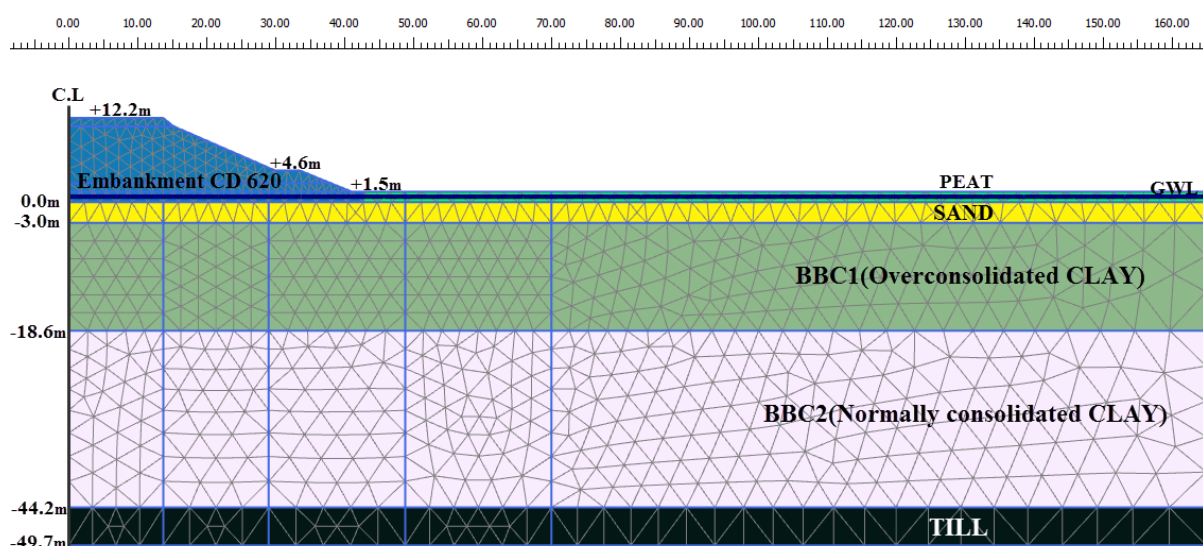 0.00 10.00 20.00 30.00 40.00 50.00 60.00 70.00 80.00 90.00 100.00 110.00 120.00 130.00 140.00 150.00 160.00
C.L
+12.2m
+4.6m
+1.5m
PEAT
GWL
Embankment CD 620
0.0m
SAND
-3.0m
BBC1(Overconsolidated CLAY)
-18.6m
BBC2(Normally consolidated CLAY)
-44.2m
TILL
-49.7m